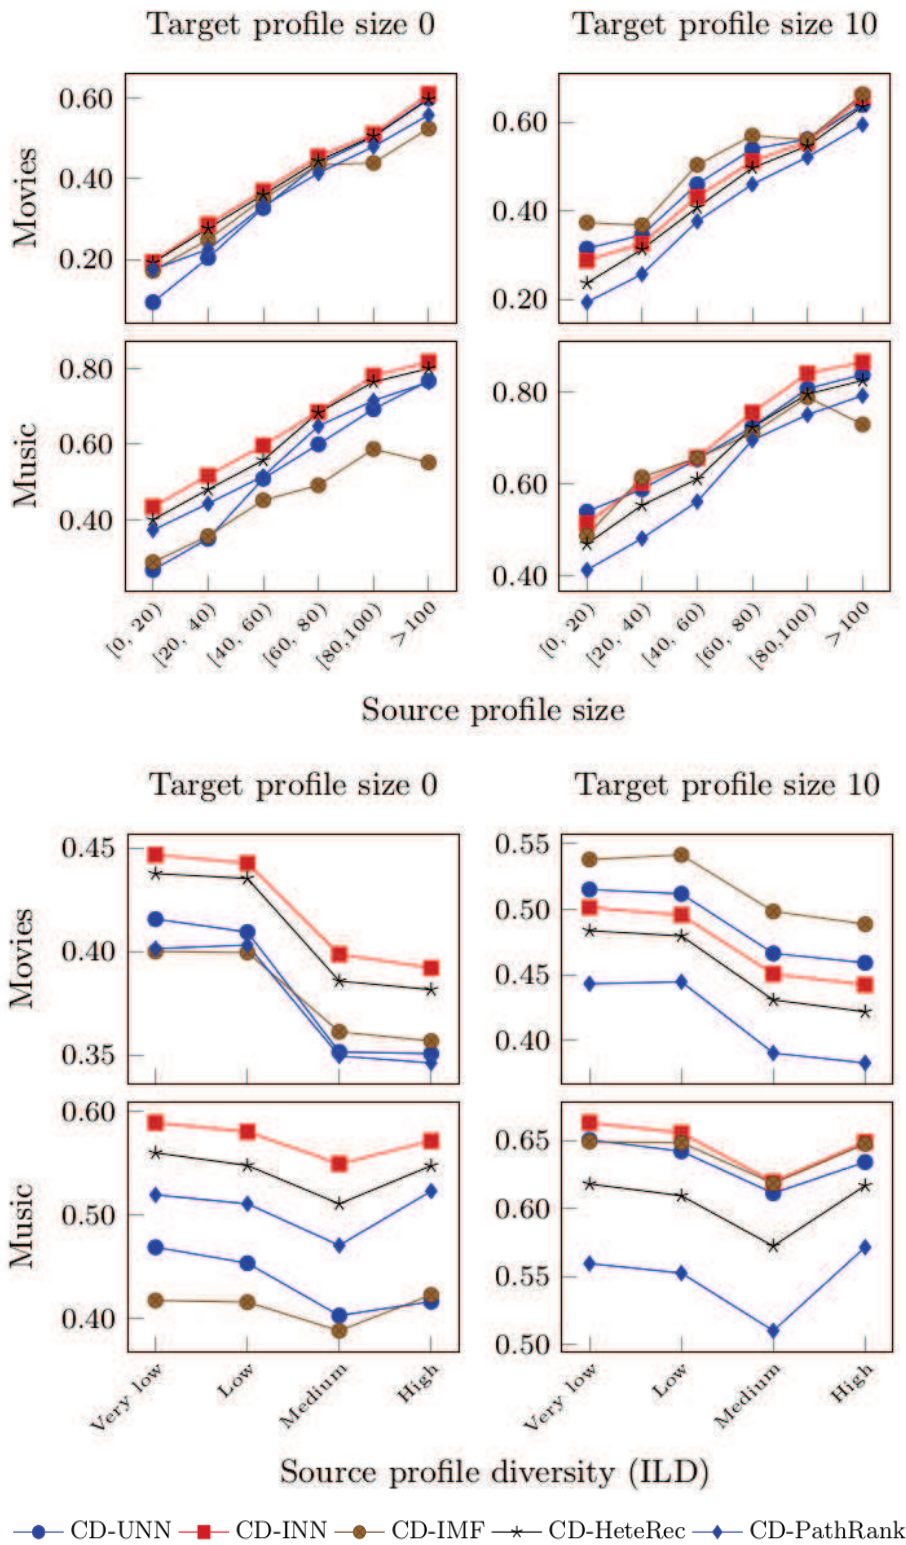 Target profile size 0 Target profile size 10
Movies
0.60
0.40
0.20
0.60
0.40
0.20
Music
0.80
0.60
0.40
0.80
0.60
0.40
[0, 20) [20, 40) [40, 60) [60, 80) [80,100) >100 [0, 20) [20, 40) [40, 60) [60, 80) [80,100) >100
Source profile size
Target profile size 0 Target profile size 10
Movies
0.45
0.40
0.35
0.55
0.50
0.45
0.40
Music
0.60
0.50
0.40
0.65
0.60
0.55
0.50
Very low Low Medium High Very low Low Medium High
Source profile diversity (ILD)
CD-UNN CD-INN CD-IMF CD-HeteRec CD-PathRank